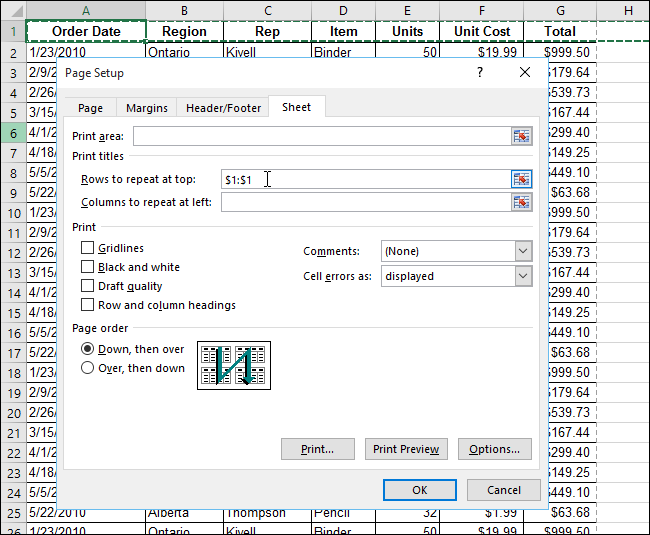 A B C D E F G H
1 Order Date Region Rep Item Units Unit Cost Total
2 1/23/2010 Ontario Kivell Binder 50 $19.99 $999.50
Page Setup ? ×
3 2/9/2 $179.64
4 2/26/ $539.73
Page Margins Header/Footer Sheet
5 3/15/ $167.44
6 4/1/2 Print area: $299.40
7 4/18/ Print titles $149.25
8 5/5/2 Rows to repeat at top: $1:$1 $449.10
9 5/22/ Columns to repeat at left: $63.68
10 1/23/ $999.50
11 2/9/2 Print $179.64
12 2/26/ Gridlines Comments: (None) $539.73
13 3/15/ Black and white Cell errors as: displayed $167.44
14 4/1/2 Draft quality $299.40
15 4/18/ Row and column headings $149.25
16 5/5/2 Page order $449.10
17 5/22/ Down, then over $63.68
18 1/23/ Over, then down $999.50
19 2/9/2 $179.64
20 2/26/ $539.73
21 3/15/ $167.44
22 4/1/2 Print... Print Preview Options... $299.40
23 4/18/ $149.25
24 5/5/2 OK Cancel $449.10
25 5/22/2010 Alberta Thompson Pencil 32 $1.99 $63.68
26 1/23/2010 Ontario Kivell Binder 50 $19.99 $999.50